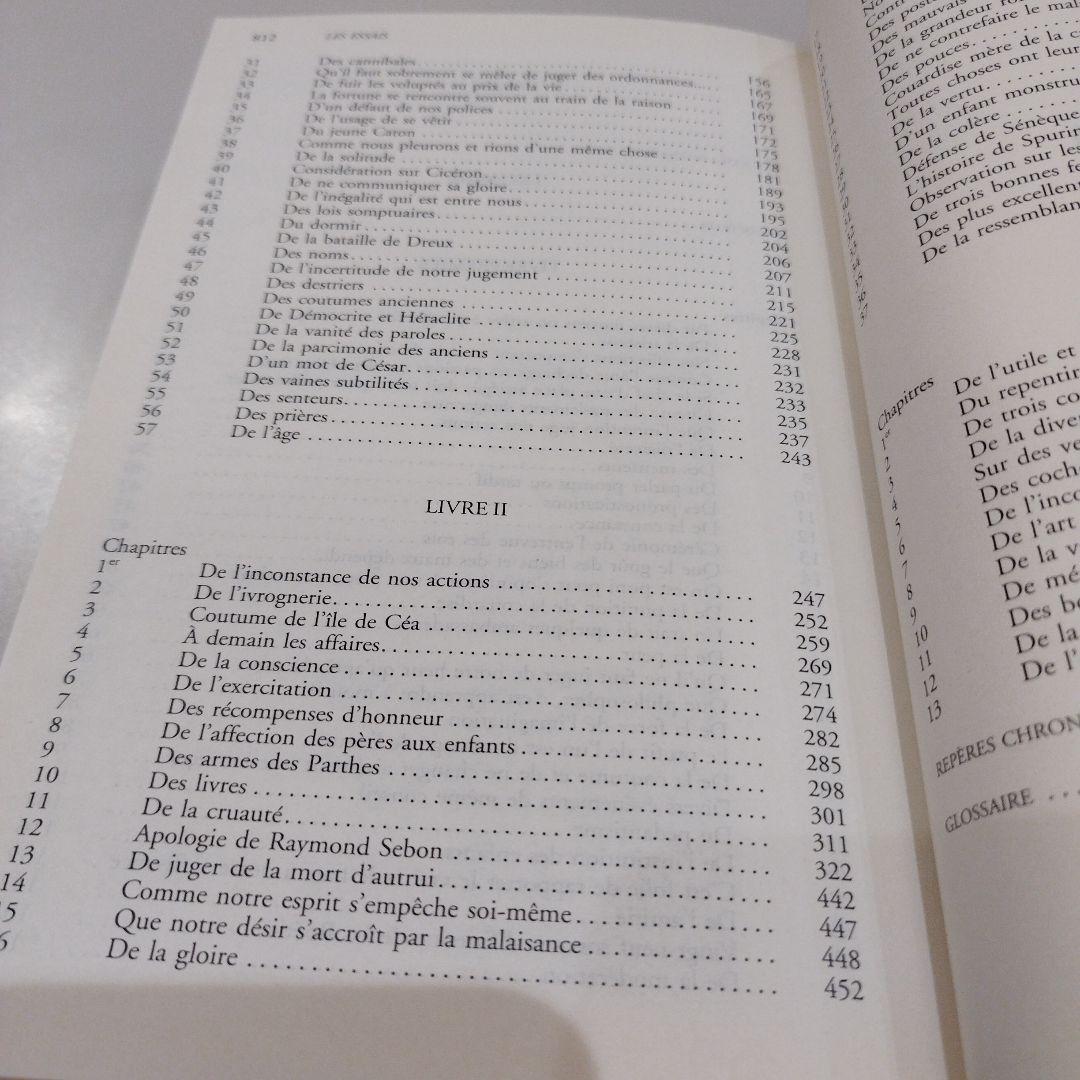 812 LES ESSAIS
31 Des cannibales 156
32 Qu'il faut sobrement se mêler de juger des ordonnances 165
33 De fuir les voluptés au prix de la vie 167
34 La fortune se rencontre souvent au train de la raison 169
35 D'un défaut de nos polices 171
36 De l'usage de se vêtir 172
37 Du jeune Caton 175
38 Comme nous pleurons et rions d'une même chose 178
39 De la solitude 181
40 Considération sur Cicéron 189
41 De ne communiquer sa gloire 193
42 De l'inégalité qui est entre nous 195
43 Des lois somptuaires 202
44 Du dormir 204
45 De la bataille de Dreux 206
46 Des noms 207
47 De l'incertitude de notre jugement 211
48 Des destriers 215
49 Des coutumes anciennes 221
50 De Démocrite et Héraclite 225
51 De la vanité des paroles 228
52 De la parcimonie des anciens 231
53 D'un mot de César 232
54 Des vaines subtilités 233
55 Des senteurs 235
56 Des prières 237
57 De l'âge 243
LIVRE II
Chapitres
1er De l'inconstance de nos actions 247
2 De l'ivrognerie 252
3 Coutume de l'île de Céa 259
4 À demain les affaires 269
5 De la conscience 271
6 De l'exercitation 274
7 Des récompenses d'honneur 282
8 De l'affection des pères aux enfants 285
9 Des armes des Parthes 298
10 Des livres 301
11 De la cruauté 311
12 Apologie de Raymond Sebon 322
13 De juger de la mort d'autrui 442
14 Comme notre esprit s'empêche soi-même 447
5 Que notre désir s'accroît par la malaisance 448
6 De la gloire 452
Des mauvais
De la grandeur
De ne contrefaire le
Des pouces
Couardise mère de la
Toutes choses ont leur
De la vertu
D'un enfant monstru
De la colère
Défense de Sénèque
L'histoire de Spurin
Observation sur les
De trois bonnes fe
Des plus excellen
De la ressemblan
Chapitres
1er De l'utile et
2 Du repentir
3 De trois co
4 De la diver
5 Sur des ve
6 Des coch
7 De l'inco
8 De l'art
9 De la v
10 De mé
11 Des bo
12 De la
13 De l'
REPÈRES CHRON
GLOSSAIRE